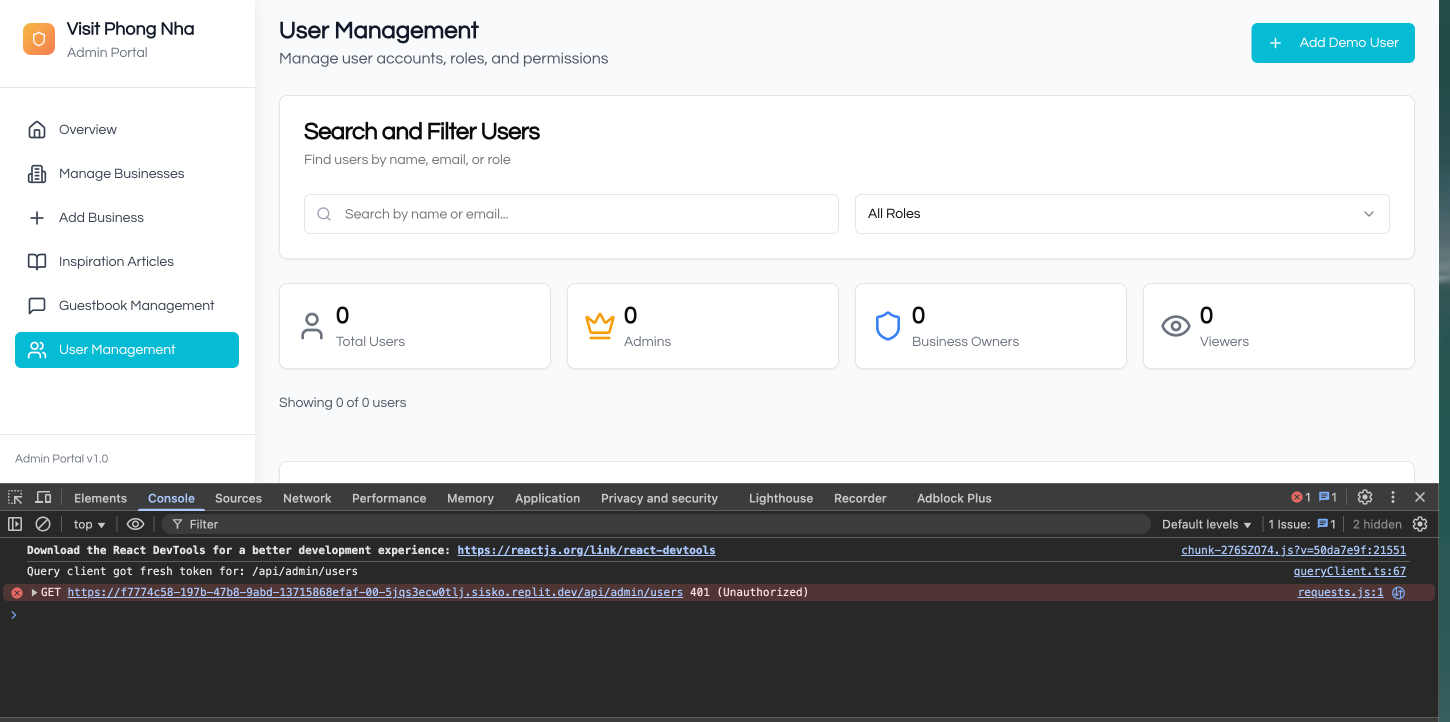 Visit Phong Nha
Admin Portal
Overview
Manage Businesses
Add Business
Inspiration Articles
Guestbook Management
User Management
Admin Portal v1.0
User Management
Manage user accounts, roles, and permissions
Add Demo User
Search and Filter Users
Find users by name, email, or role
Search by name or email...
All Roles
0
Total Users
0
Admins
0
Business Owners
0
Viewers
Showing 0 of 0 users
Elements Console Sources Network Performance Memory Application Privacy and security Lighthouse Recorder Adblock Plus 1 1
top Filter Default levels 1 Issue: 1 2 hidden
Download the React DevTools for a better development experience: https://reactjs.org/link/react-devtools chunk-276SZO74.js?v=50da7e9f:21551
Query client got fresh token for: /api/admin/users queryClient.ts:67
GET https://f7774c58-197b-47b8-9abd-13715868efaf-00-5jqs3ecw0tlj.sisko.replit.dev/api/admin/users 401 (Unauthorized) requests.js:1